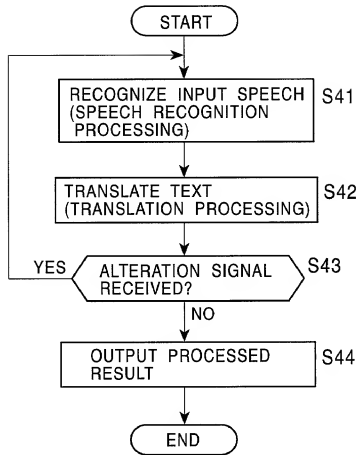 START
RECOGNIZE INPUT SPEECH
(SPEECH RECOGNITION
PROCESSING)
S41
TRANSLATE TEXT
(TRANSLATION PROCESSING)
S42
ALTERATION SIGNAL
RECEIVED?
S43
YES
NO
OUTPUT PROCESSED
RESULT
S44
END